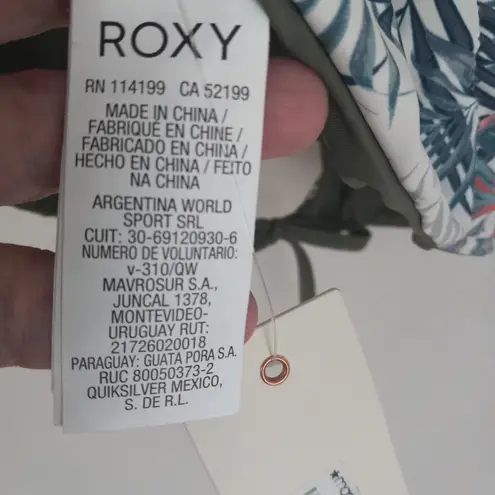 ROXY
RN 114199 CA 52199
MADE IN CHINA /
FABRIQUÉ EN CHINE /
FABRICADO EN CHINA /
HECHO EN CHINA / FEITO
NA CHINA
ARGENTINA WORLD
SPORT SRL
CUIT: 30-69120930-6
NUMERO DE VOLUNTARIO:
v-310/QW
MAVROSUR S.A.,
JUNCAL 1378,
MONTEVIDEO-
URUGUAY RUT:
21726020018
PARAGUAY: GUATA PORA S.A.
RUC 80050373-2
QUIKSILVER MEXICO,
S. DE R.L.